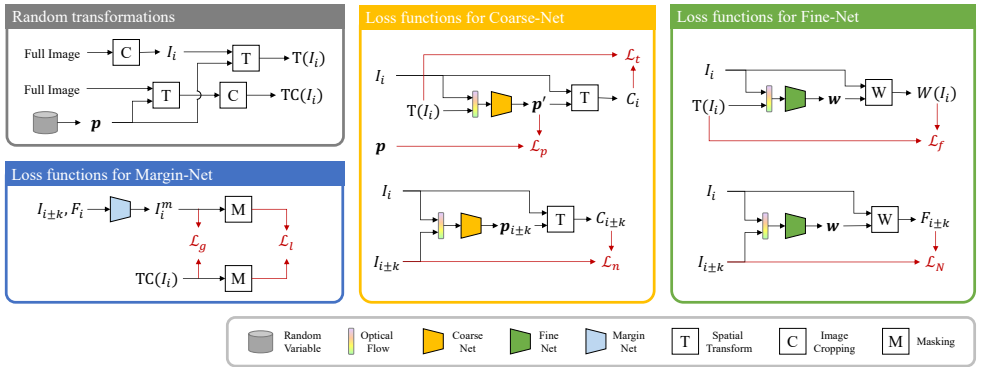 Random transformations
Full Image
C
I_i
T
T(I_i)
Full Image
T
C
TC(I_i)
p
Loss functions for Margin-Net
I_{i±k}, F_i
I_i^m
M
ℒ_g
ℒ_l
TC(I_i)
M
Loss functions for Coarse-Net
ℒ_t
I_i
T(I_i)
p′
T
C_i
p
ℒ_p
I_i
p_{i±k}
T
C_{i±k}
I_{i±k}
ℒ_n
Loss functions for Fine-Net
I_i
T(I_i)
w
W
W(I_i)
ℒ_f
I_i
w
W
F_{i±k}
I_{i±k}
ℒ_N
Random
Variable
Optical
Flow
Coarse
Net
Fine
Net
Margin
Net
T
Spatial
Transform
C
Image
Cropping
M
Masking